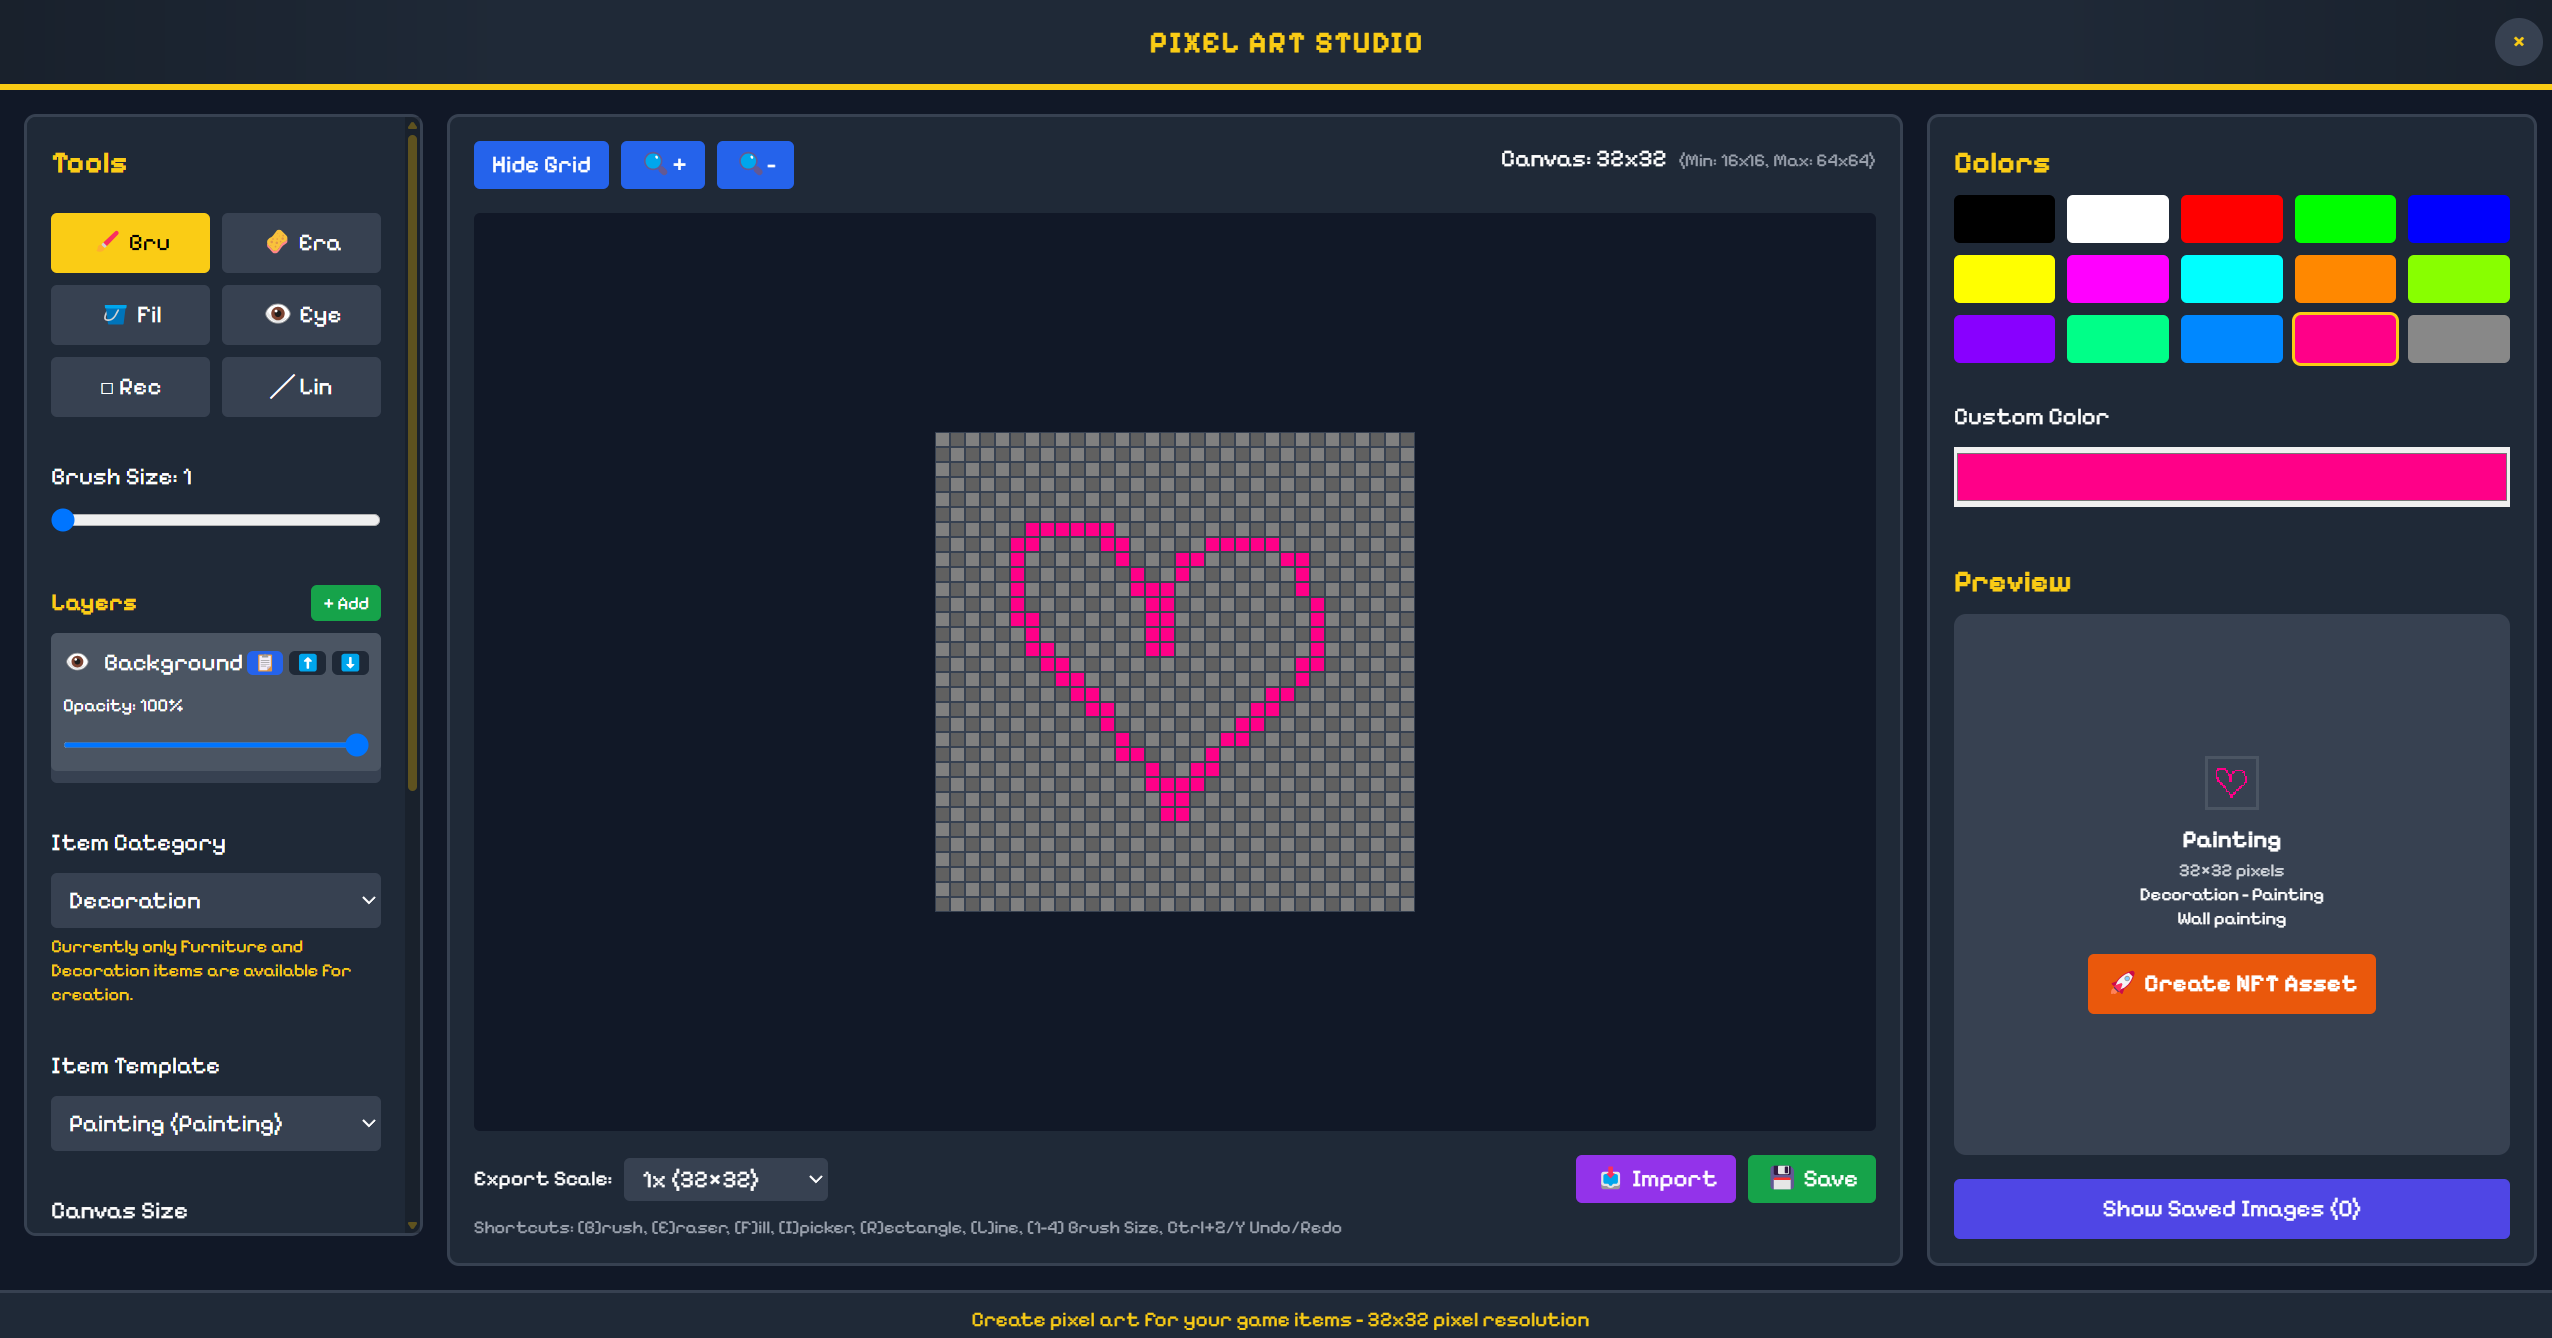 PIXEL ART STUDIO
×
Tools
Bru
Era
Fil
Eye
Rec
Lin
Brush Size: 1
Layers
+ Add
Background
Opacity: 100%
Item Category
Decoration
Currently only Furniture and
Decoration items are available for
creation.
Item Template
Painting (Painting)
Canvas Size
Hide Grid
+
-
Canvas: 32x32 (Min: 16x16, Max: 64x64)
Export Scale:
1x (32×32)
Import
Save
Shortcuts: (B)rush, (E)raser, (F)ill, (I)picker, (R)ectangle, (L)ine, (1-4) Brush Size, Ctrl+Z/Y Undo/Redo
Colors
Custom Color
Preview
Painting
32×32 pixels
Decoration - Painting
Wall painting
Create NFT Asset
Show Saved Images (0)
Create pixel art for your game items - 32x32 pixel resolution